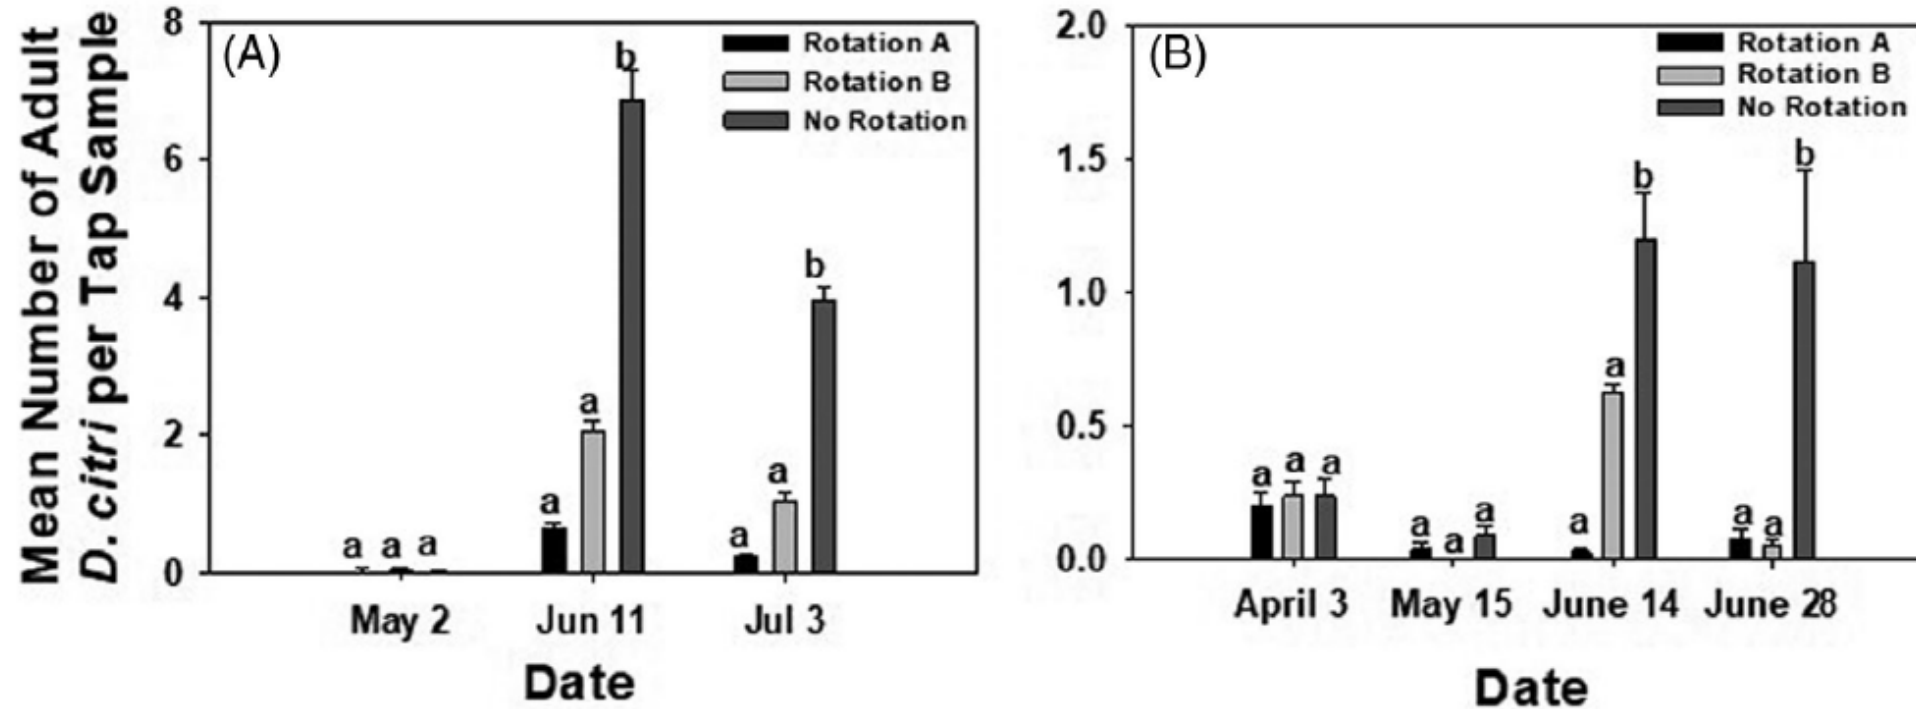 Mean Number of Adult
D. citri per Tap Sample
8
6
4
2
0
(A)
Rotation A
Rotation B
No Rotation
a a a
a a b
a a b
May 2 Jun 11 Jul 3
Date
2.0
1.5
1.0
0.5
0.0
(B)
Rotation A
Rotation B
No Rotation
a a a
a a a
a a b
a a b
April 3 May 15 June 14 June 28
Date